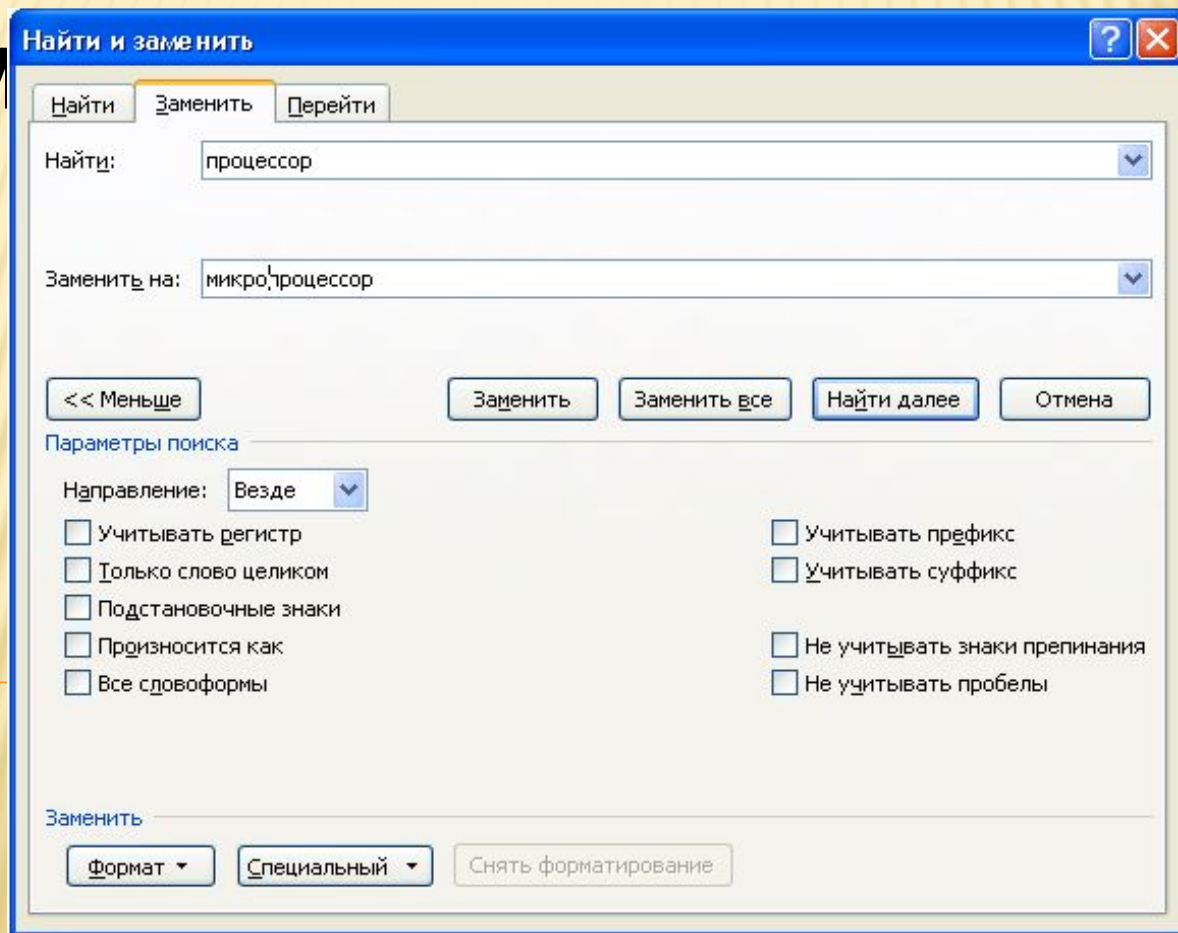 Найти и заменить
Найти Заменить Перейти
Найти: процессор
Заменить на: микропроцессор
<< Меньше Заменить Заменить все Найти далее Отмена
Параметры поиска
Направление: Везде
Учитывать регистр Учитывать префикс
Только слово целиком Учитывать суффикс
Подстановочные знаки
Произносится как Не учитывать знаки препинания
Все словоформы Не учитывать пробелы
Заменить
Формат Специальный Снять форматирование